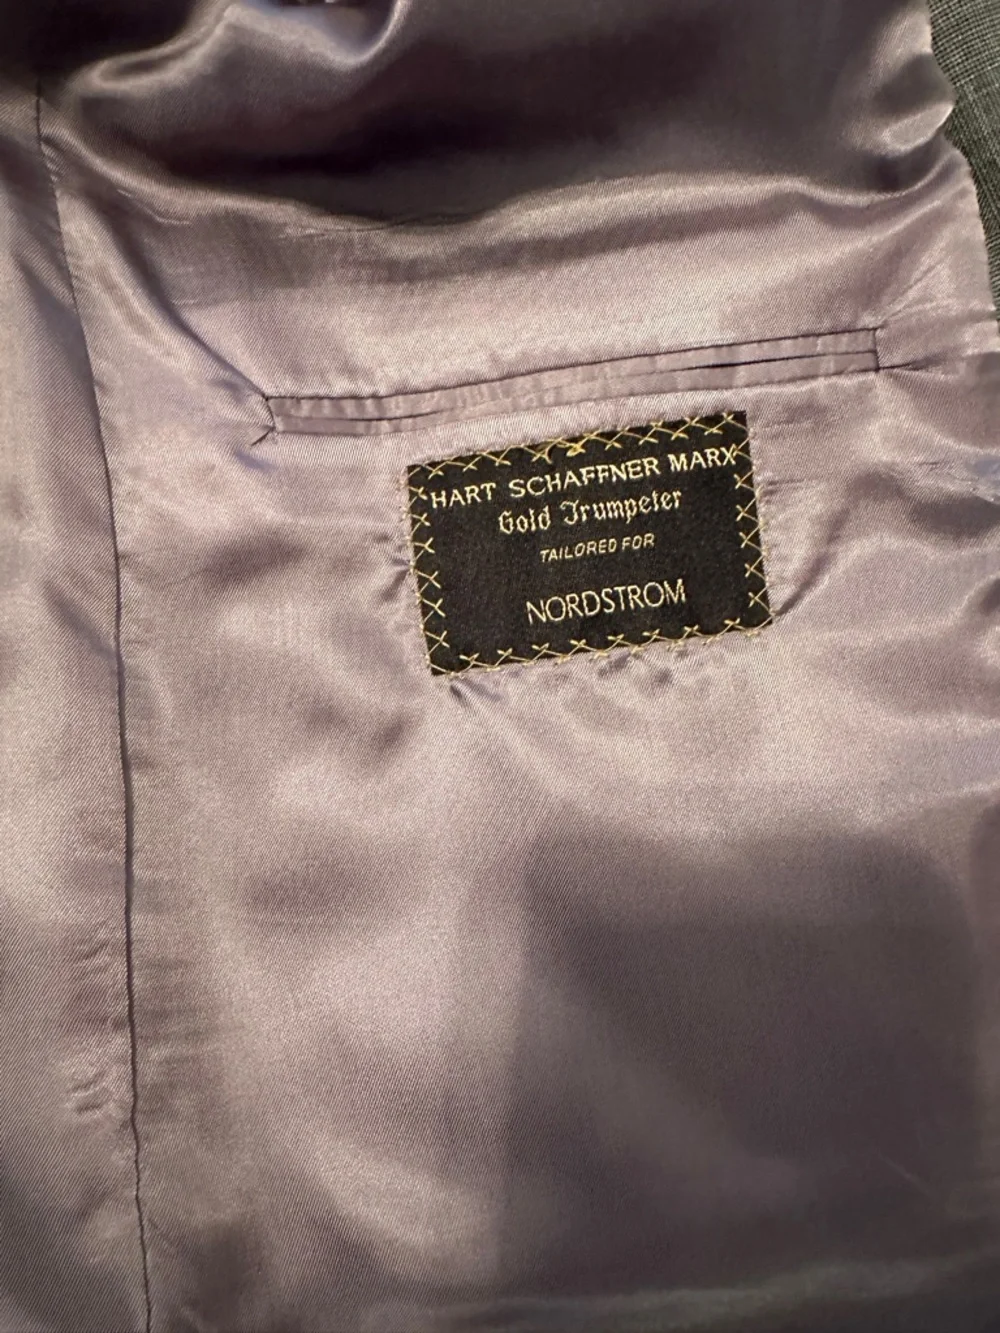 HART SCHAFFNER MARX
Gold Trumpeter
TAILORED FOR
NORDSTROM